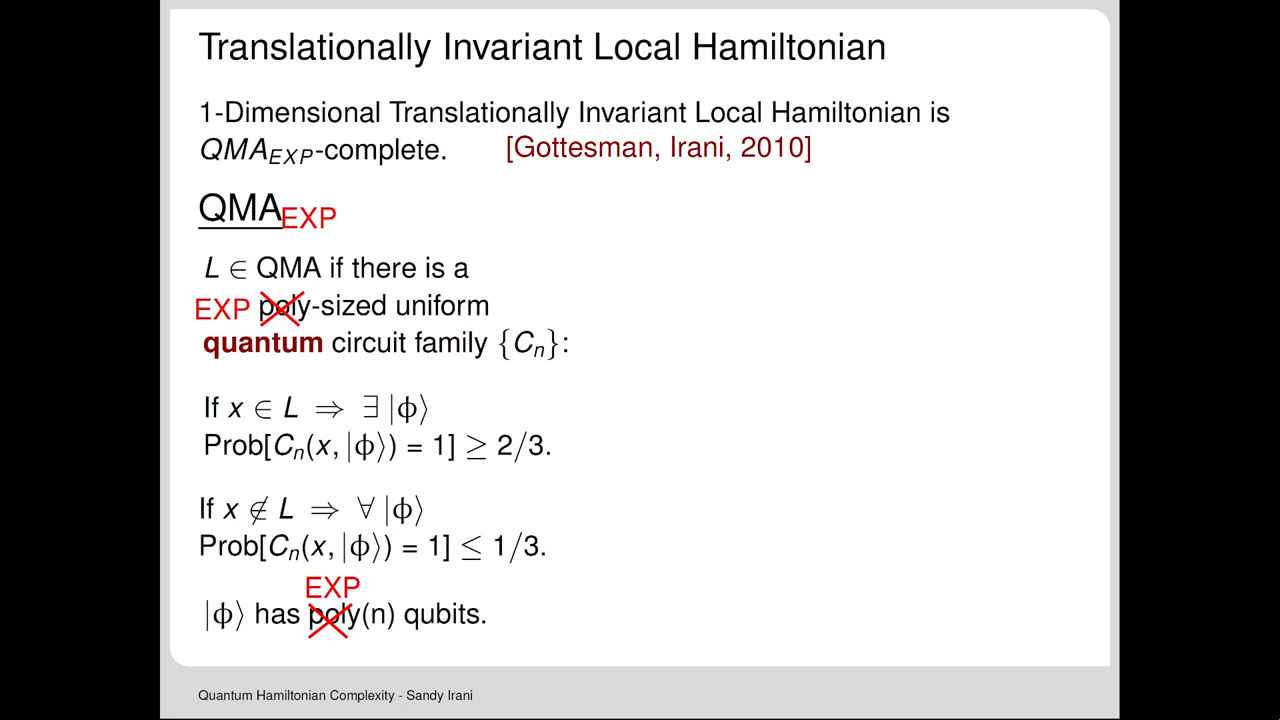 Translationally Invariant Local Hamiltonian
1-Dimensional Translationally Invariant Local Hamiltonian is
QMA_EXP-complete. [Gottesman, Irani, 2010]
QMA_EXP
L ∈ QMA if there is a
EXP poly-sized uniform
quantum circuit family {C_n}:
If x ∈ L ⇒ ∃ |ϕ⟩
Prob[C_n(x, |ϕ⟩) = 1] ≥ 2/3.
If x ∉ L ⇒ ∀ |ϕ⟩
Prob[C_n(x, |ϕ⟩) = 1] ≤ 1/3.
EXP
|ϕ⟩ has poly(n) qubits.
Quantum Hamiltonian Complexity - Sandy Irani